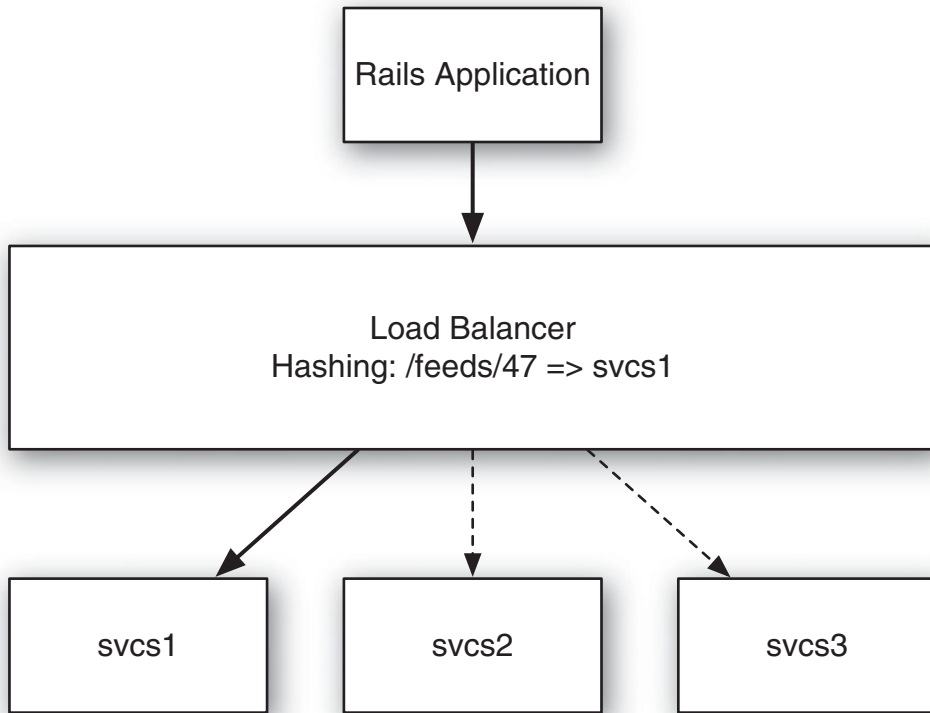 Rails Application
Load Balancer
Hashing: /feeds/47 => svcs1
svcs1
svcs2
svcs3